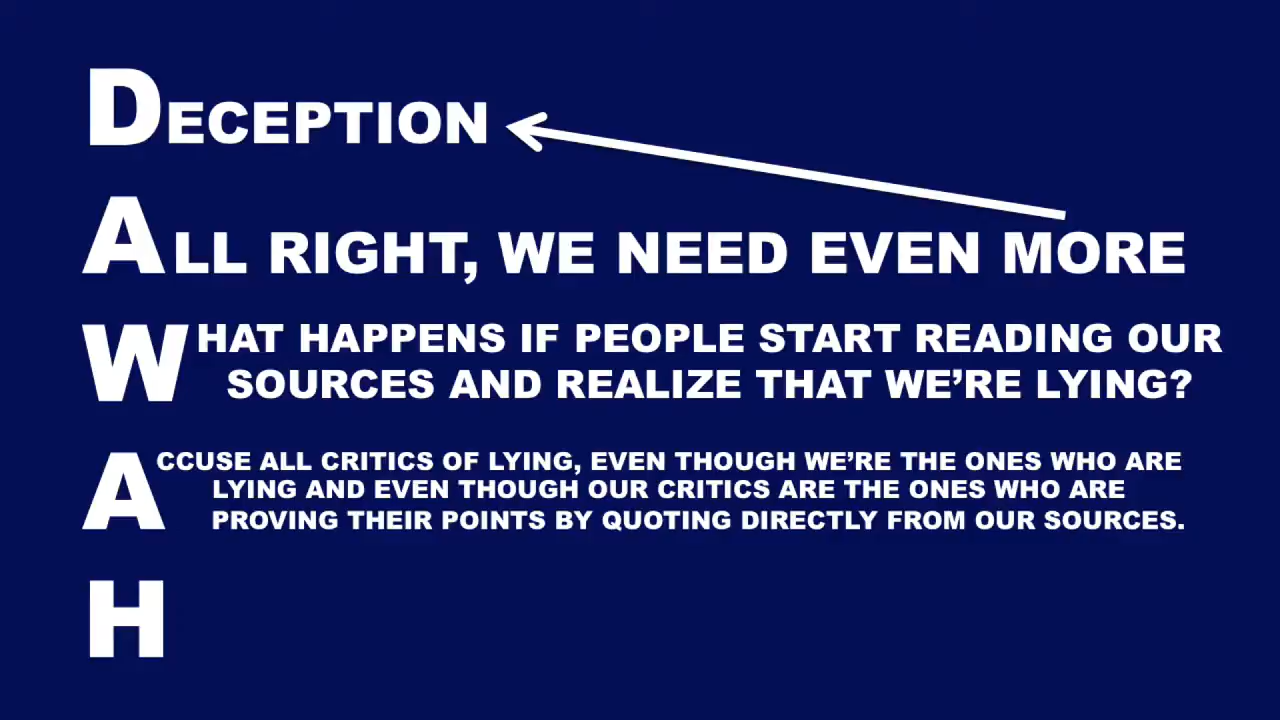 DECEPTION
ALL RIGHT, WE NEED EVEN MORE
WHAT HAPPENS IF PEOPLE START READING OUR
SOURCES AND REALIZE THAT WE'RE LYING?
ACCUSE ALL CRITICS OF LYING, EVEN THOUGH WE'RE THE ONES WHO ARE
LYING AND EVEN THOUGH OUR CRITICS ARE THE ONES WHO ARE
PROVING THEIR POINTS BY QUOTING DIRECTLY FROM OUR SOURCES.
H